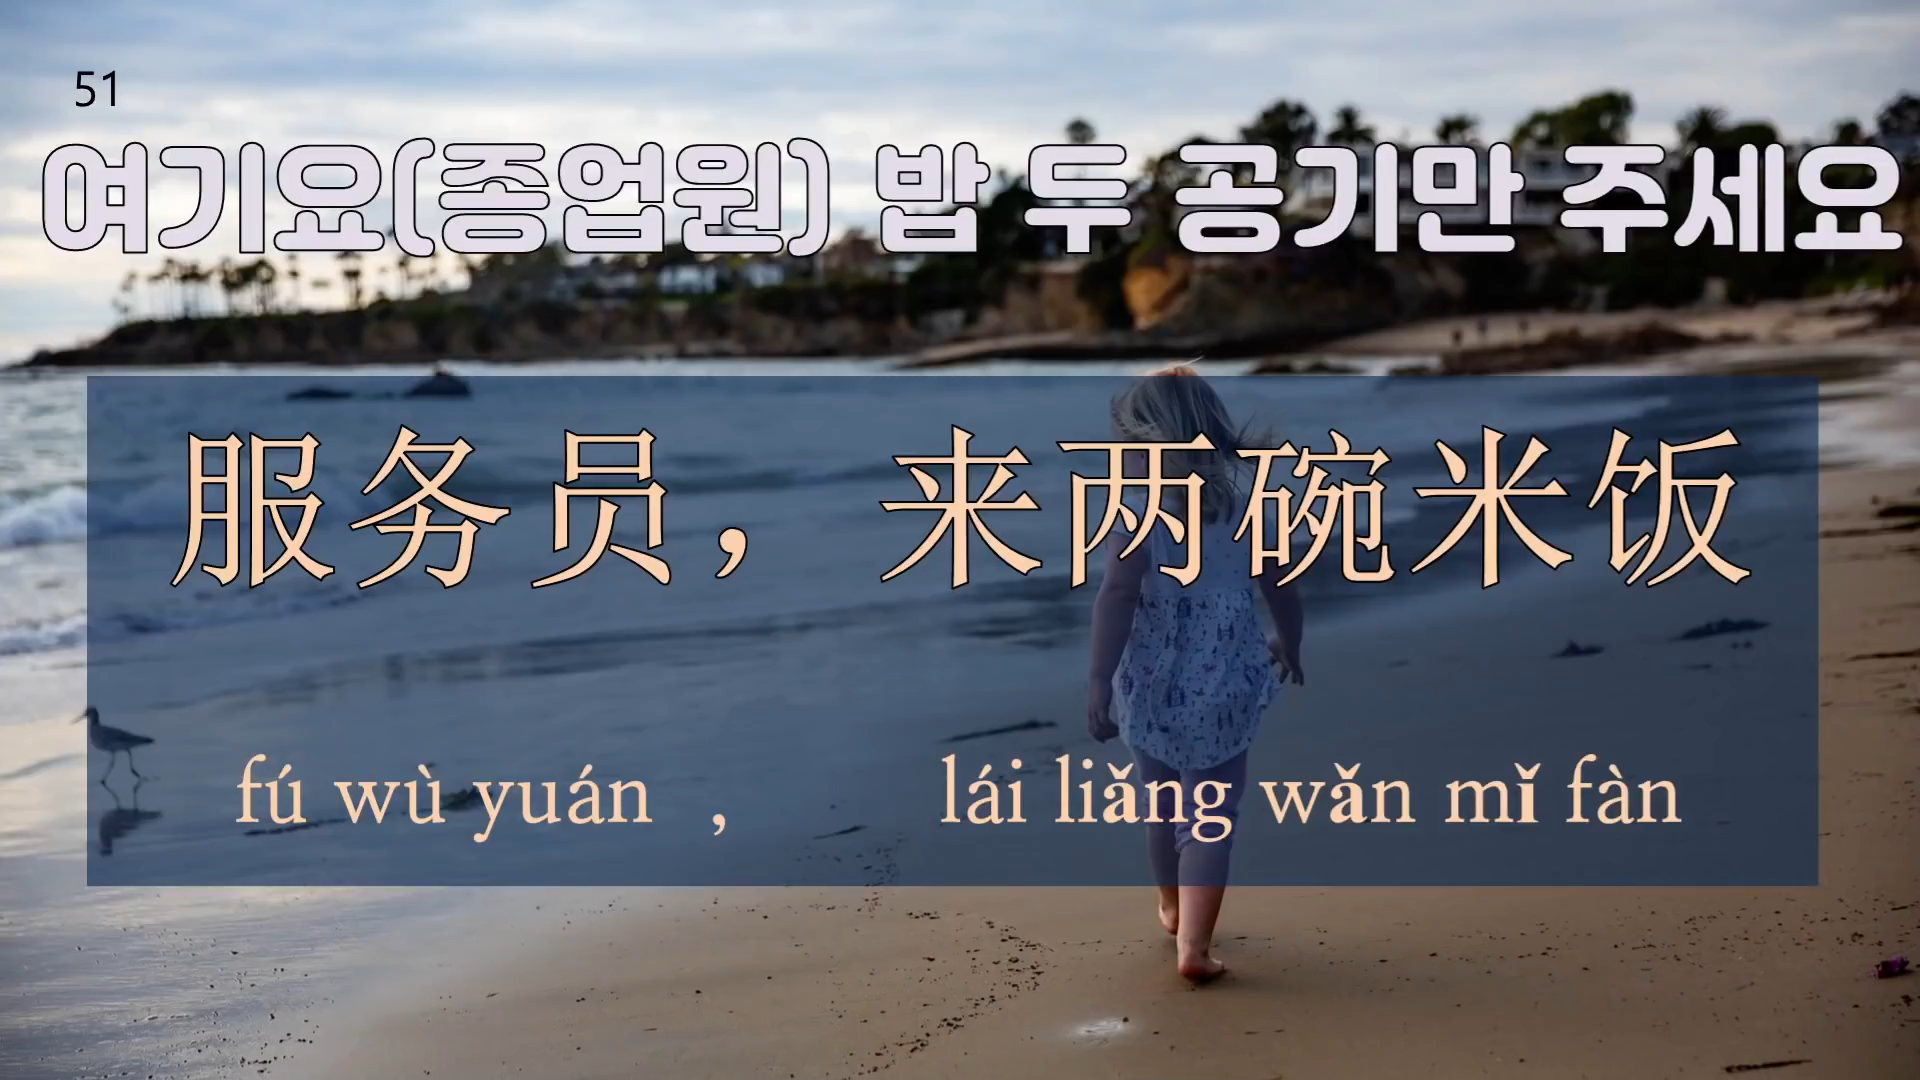 51
여기요(종업원) 밥 두 공기만 주세요
服务员，来两碗米饭
fú wù yuán ， lái liǎng wǎn mǐ fàn